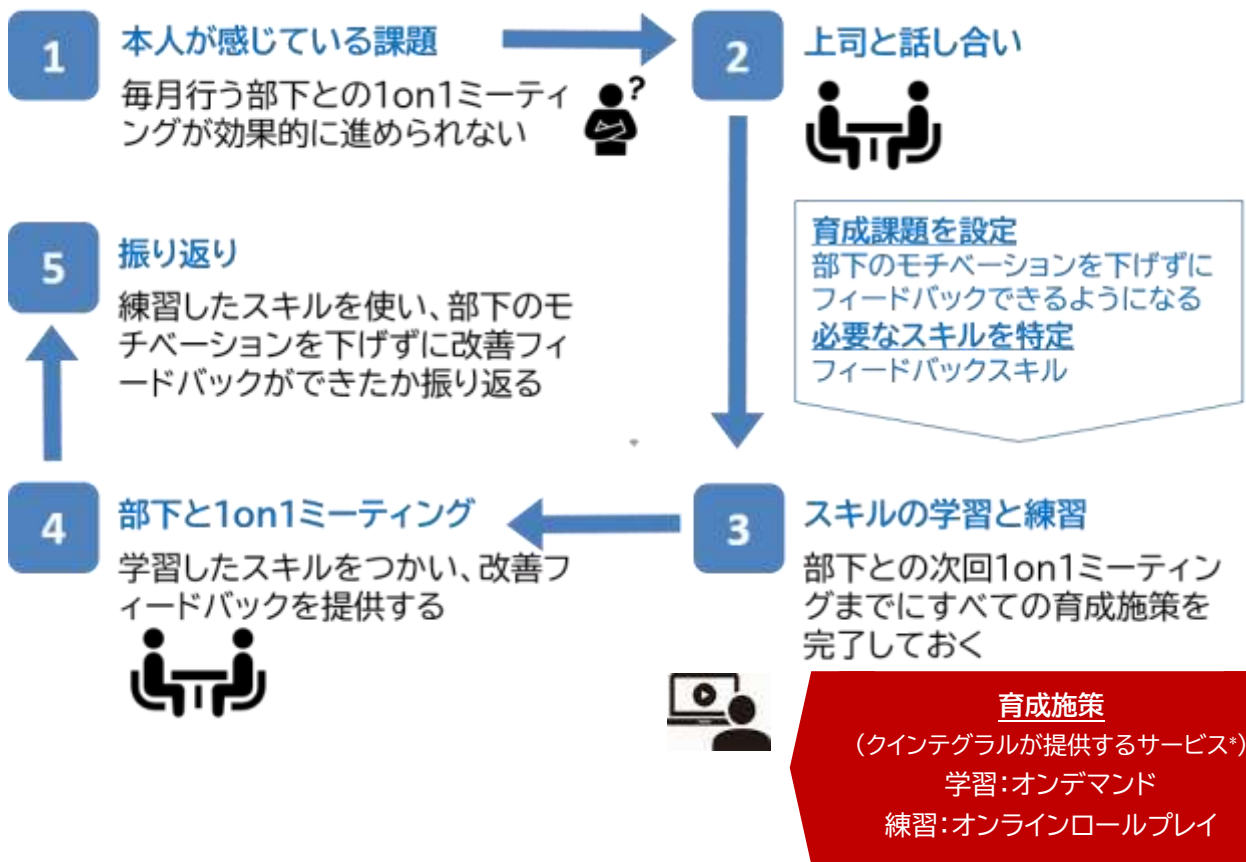 1
本人が感じている課題
毎月行う部下との1on1ミーティ
ングが効果的に進められない
?
2
上司と話し合い
育成課題を設定
部下のモチベーションを下げずに
フィードバックできるようになる
必要なスキルを特定
フィードバックスキル
3
スキルの学習と練習
部下との次回1on1ミーティン
グまでにすべての育成施策を
完了しておく
育成施策
(クインテグラルが提供するサービス*)
学習:オンデマンド
練習:オンラインロールプレイ
4
部下と1on1ミーティング
学習したスキルをつかい、改善フ
ィードバックを提供する
5
振り返り
練習したスキルを使い、部下のモ
チベーションを下げずに改善フィ
ードバックができたか振り返る